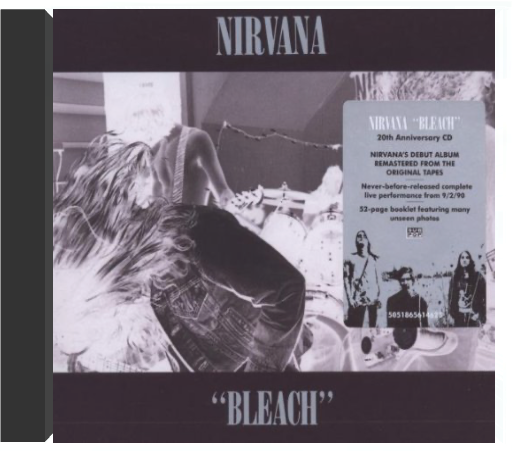 NIRVANA
NIRVANA "BLEACH"
20th Anniversary CD
NIRVANA'S DEBUT ALBUM
REMASTERED FROM THE
ORIGINAL TAPES
Never-before-released complete
live performance from 9/2/90
52-page booklet featuring many
unseen photos
"BLEACH"